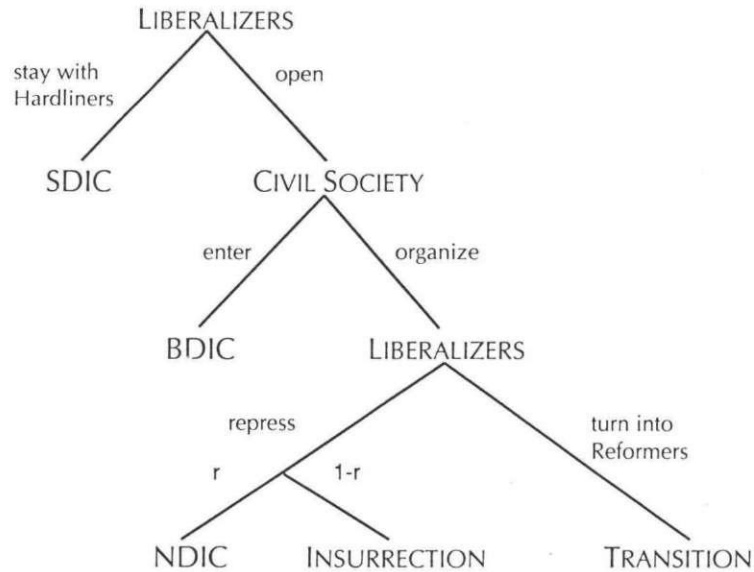 LIBERALIZERS
stay with
Hardliners
open
SDIC
CIVIL SOCIETY
enter
organize
BDIC
LIBERALIZERS
repress
turn into
Reformers
r
1-r
NDIC
INSURRECTION
TRANSITION